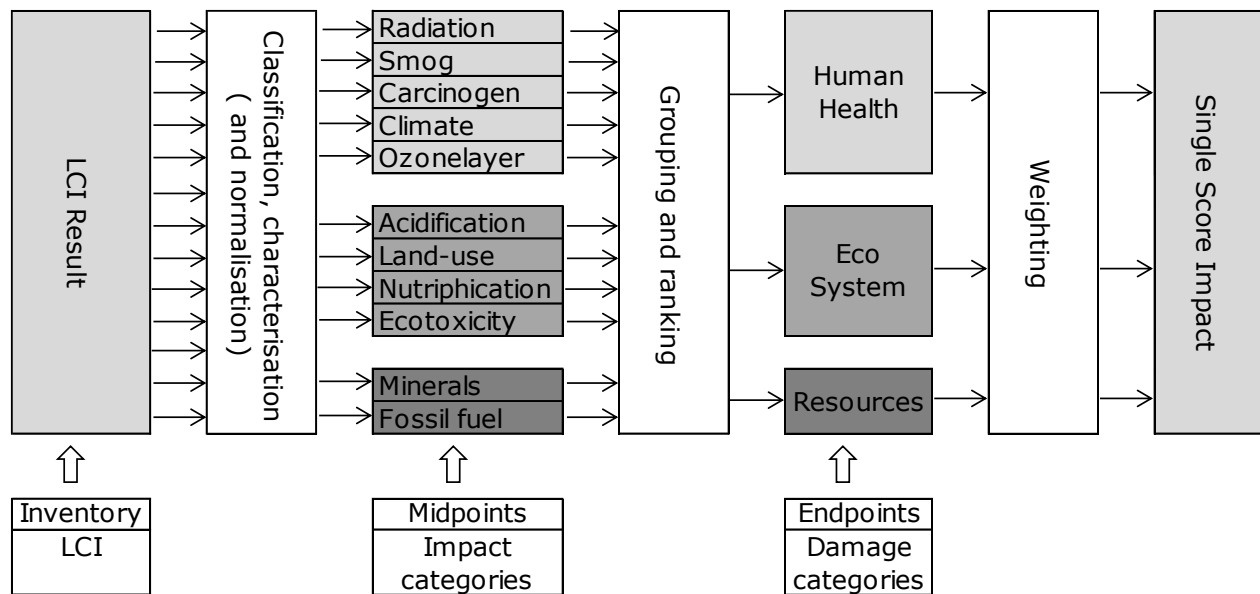 LCI Result
Classification, characterisation
( and normalisation)
Radiation
Smog
Carcinogen
Climate
Ozonelayer
Acidification
Land-use
Nutriphication
Ecotoxicity
Minerals
Fossil fuel
Grouping and ranking
Human
Health
Eco
System
Resources
Weighting
Single Score Impact
Inventory
LCI
Midpoints
Impact
categories
Endpoints
Damage
categories